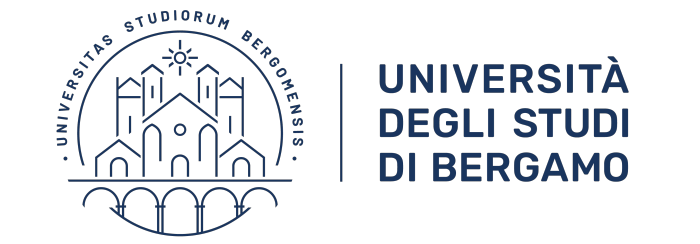 · UNIVERSITAS STUDIORUM BERGOMENSIS ·
UNIVERSITÀ
DEGLI STUDI
DI BERGAMO